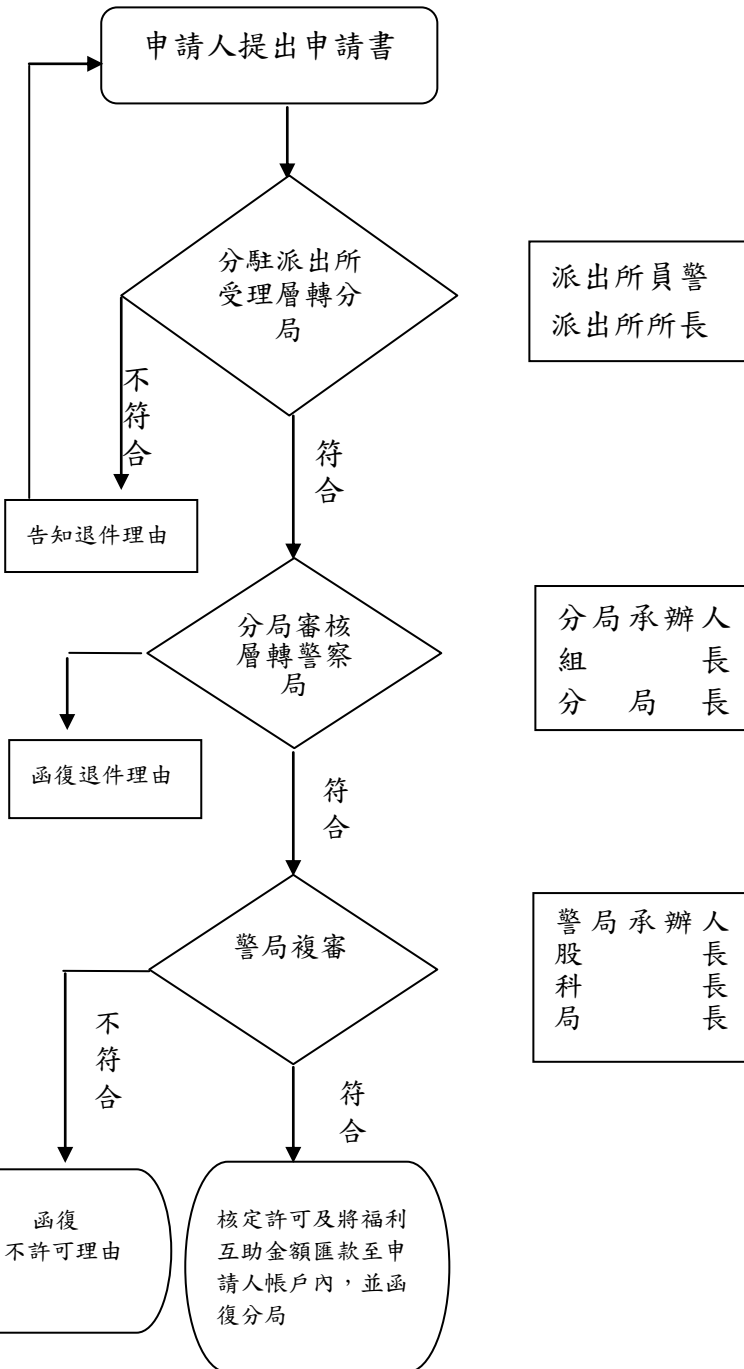 申請人提出申請書
分駐派出所
受理層轉分
局
派出所員警
派出所所長
不
符
合
符
合
告知退件理由
分局審核
層轉警察
局
分局承辦人
組長
分局長
函復退件理由
符
合
警局複審
警局承辦人
股長
科長
局長
不
符
合
符
合
函復
不許可理由
核定許可及將福利
互助金額匯款至申
請人帳戶內，並函
復分局